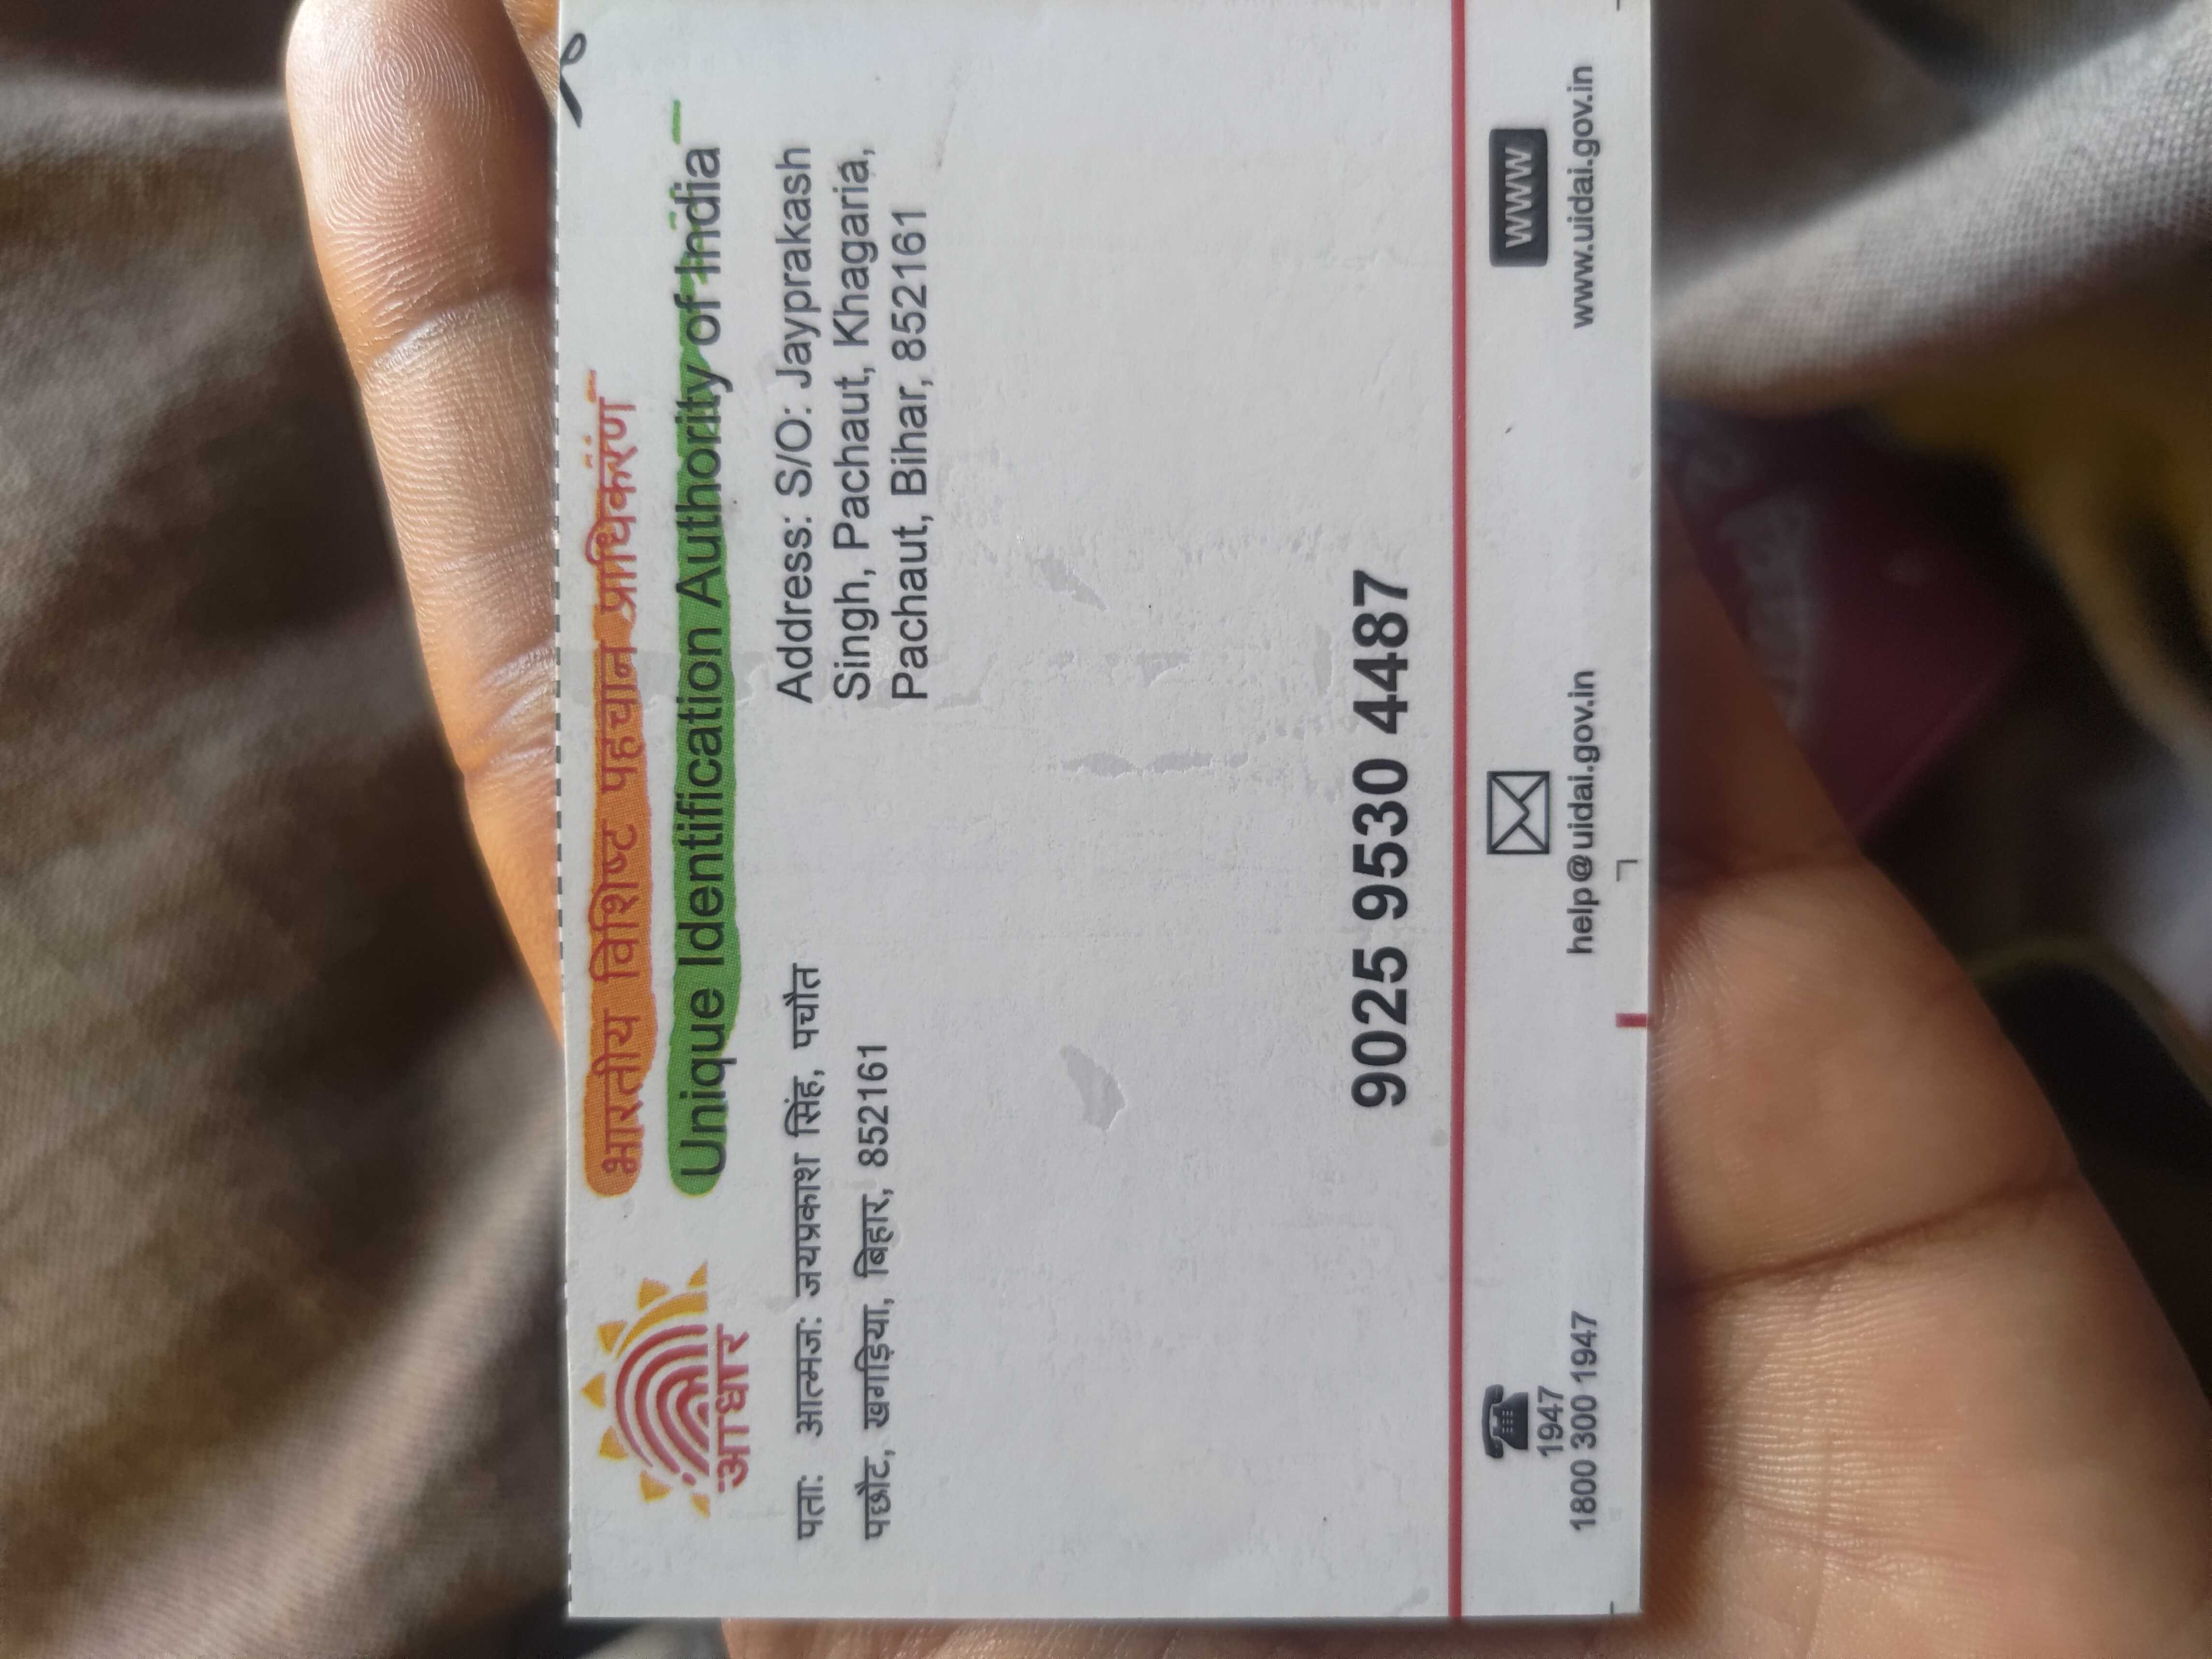 भारतीय विशिष्ट पहचान प्राधिकरण
Unique Identification Authority of India
आधार
पता: आत्मज: जयप्रकाश सिंह, पचौत
पछौट, खगड़िया, बिहार, 852161
Address: S/O: Jayprakash
Singh, Pachaut, Khagaria,
Pachaut, Bihar, 852161
9025 9530 4487
1947
1800 300 1947
help@uidai.gov.in
www
www.uidai.gov.in